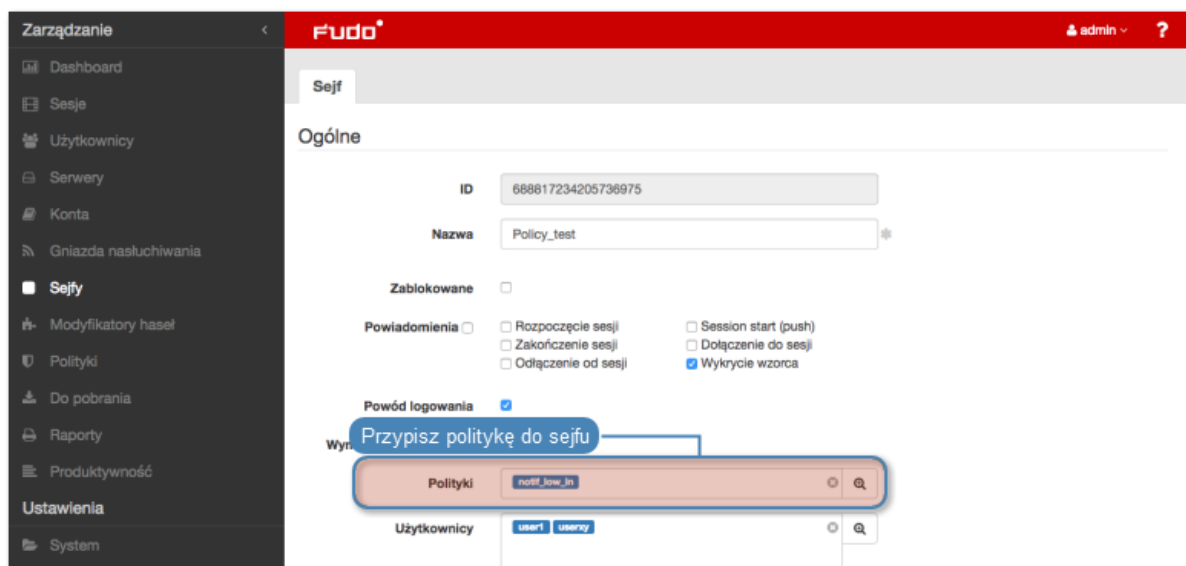 Zarządzanie
FUDO
admin
?
Dashboard
Sesje
Użytkownicy
Serwery
Konta
Gniazda nasłuchiwania
Sejfy
Modyfikatory haseł
Polityki
Do pobrania
Raporty
Produktywność
Ustawienia
System
Sejf
Ogólne
ID 688817234205736975
Nazwa Policy_test
Zablokowane
Powiadomienia
Rozpoczęcie sesji Session start (push)
Zakończenie sesji Dołączenie do sesji
Odłączenie od sesji Wykrycie wzorca
Powód logowania
Przypisz politykę do sejfu
Polityki notif_low_in
Użytkownicy user1 userxy